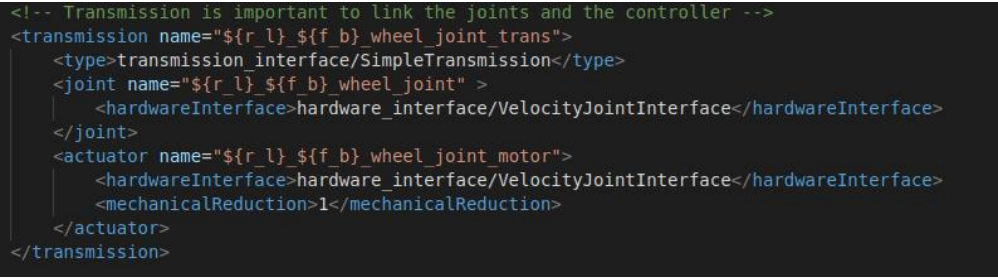 <!-- Transmission is important to link the joints and the controller -->
<transmission name="${r_l}_${f_b}_wheel_joint_trans">
    <type>transmission_interface/SimpleTransmission</type>
    <joint name="${r_l}_${f_b}_wheel_joint" >
        <hardwareInterface>hardware_interface/VelocityJointInterface</hardwareInterface>
    </joint>
    <actuator name="${r_l}_${f_b}_wheel_joint_motor">
        <hardwareInterface>hardware_interface/VelocityJointInterface</hardwareInterface>
        <mechanicalReduction>1</mechanicalReduction>
    </actuator>
</transmission>